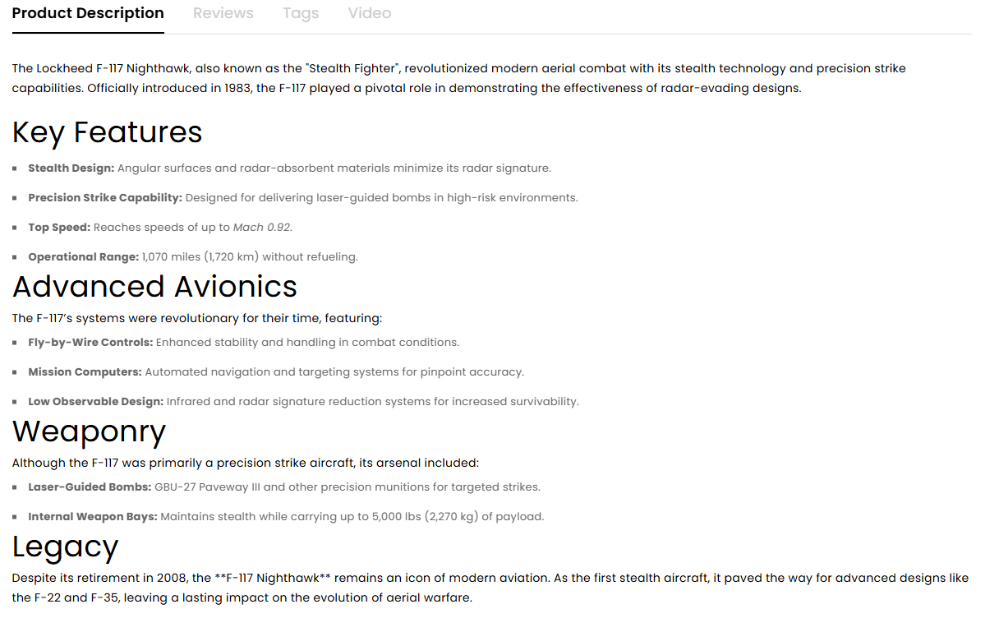 Product Description Reviews Tags Video
The Lockheed F-117 Nighthawk, also known as the "Stealth Fighter", revolutionized modern aerial combat with its stealth technology and precision strike
capabilities. Officially introduced in 1983, the F-117 played a pivotal role in demonstrating the effectiveness of radar-evading designs.
Key Features
▪ Stealth Design: Angular surfaces and radar-absorbent materials minimize its radar signature.
▪ Precision Strike Capability: Designed for delivering laser-guided bombs in high-risk environments.
▪ Top Speed: Reaches speeds of up to Mach 0.92.
▪ Operational Range: 1,070 miles (1,720 km) without refueling.
Advanced Avionics
The F-117's systems were revolutionary for their time, featuring:
▪ Fly-by-Wire Controls: Enhanced stability and handling in combat conditions.
▪ Mission Computers: Automated navigation and targeting systems for pinpoint accuracy.
▪ Low Observable Design: Infrared and radar signature reduction systems for increased survivability.
Weaponry
Although the F-117 was primarily a precision strike aircraft, its arsenal included:
▪ Laser-Guided Bombs: GBU-27 Paveway III and other precision munitions for targeted strikes.
▪ Internal Weapon Bays: Maintains stealth while carrying up to 5,000 lbs (2,270 kg) of payload.
Legacy
Despite its retirement in 2008, the **F-117 Nighthawk** remains an icon of modern aviation. As the first stealth aircraft, it paved the way for advanced designs like
the F-22 and F-35, leaving a lasting impact on the evolution of aerial warfare.